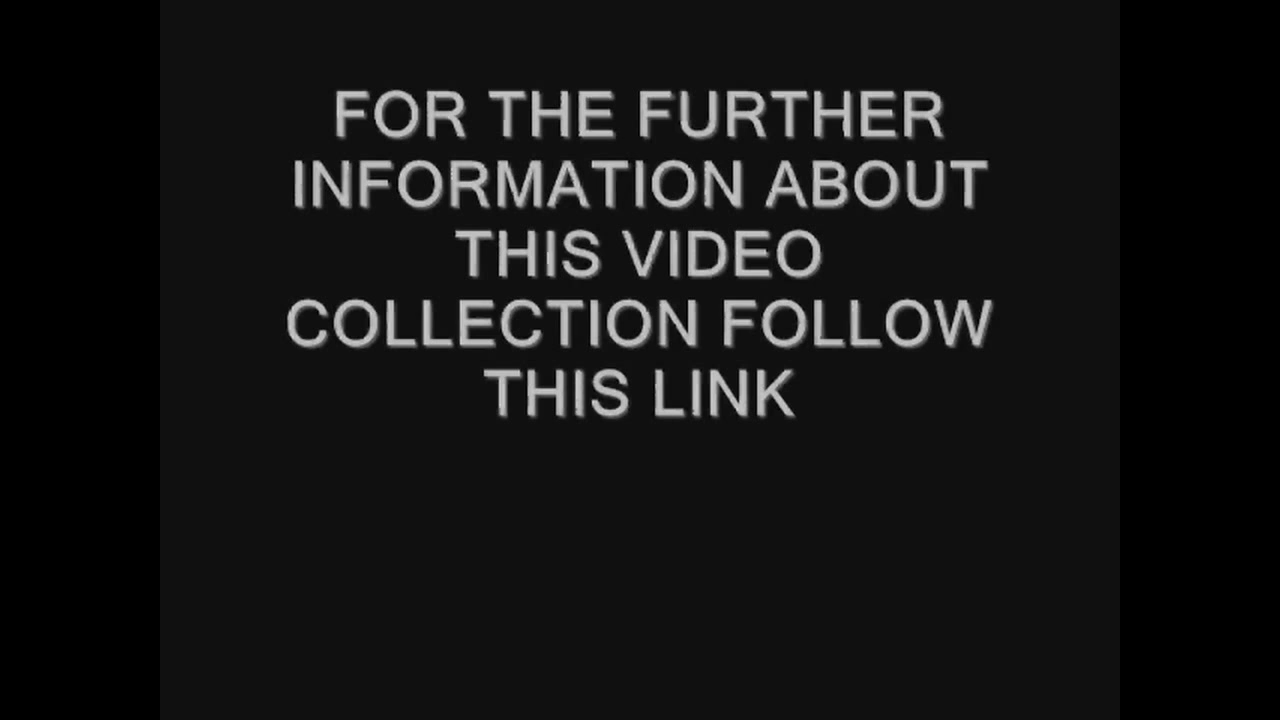 FOR THE FURTHER
INFORMATION ABOUT
THIS VIDEO
COLLECTION FOLLOW
THIS LINK